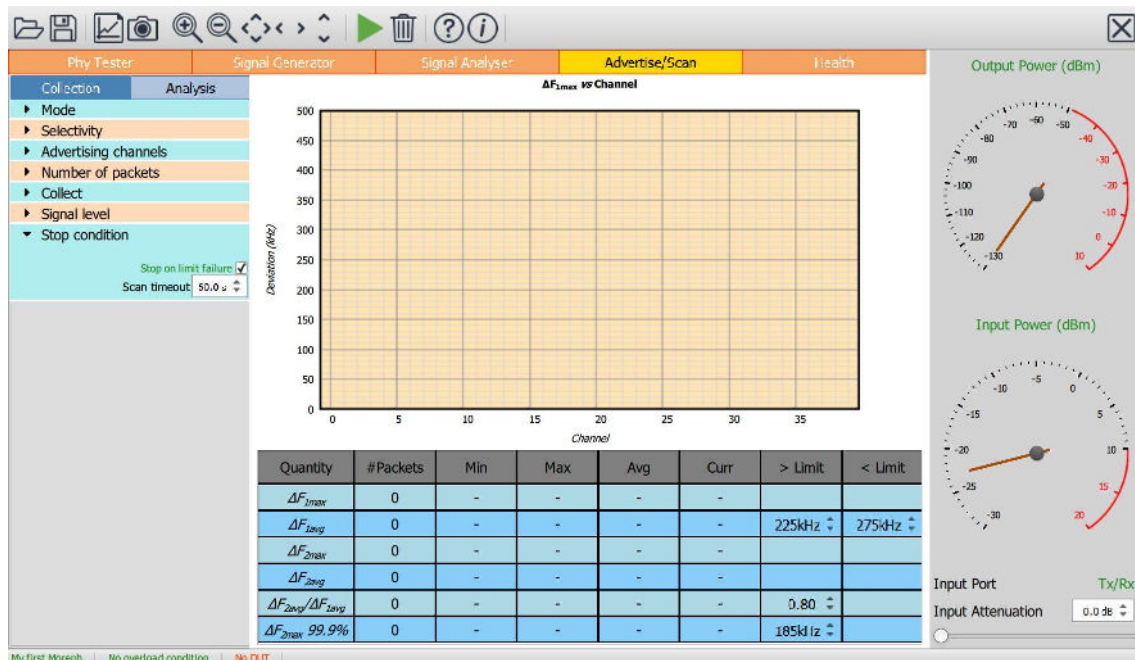 Phy Tester Signal Generator Signal Analyser Advertise/Scan Health
Collection Analysis
Mode
Selectivity
Advertising channels
Number of packets
Collect
Signal level
Stop condition
Stop on limit failure
Scan timeout 50.0 s
ΔF1max vs Channel
500
450
400
350
300
250
200
150
100
50
0
Deviation (kHz)
0 5 10 15 20 25 30 35
Channel
Quantity #Packets Min Max Avg Curr > Limit < Limit
ΔF1max 0 - - - -
ΔF1avg 0 - - - - 225kHz 275kHz
ΔF2max 0 - - - -
ΔF2avg 0 - - - -
ΔF2avg/ΔF1avg 0 - - - - 0.80
ΔF2max 99.9% 0 - - - - 185kHz
Output Power (dBm)
-130 -120 -110 -100 -90 -80 -70 -60 -50 -40 -30 -20 -10 0 10
Input Power (dBm)
-30 -25 -20 -15 -10 -5 0 5 10 15 20
Input Port Tx/Rx
Input Attenuation 0.0 dB
My first Moreph No overload condition No DUT